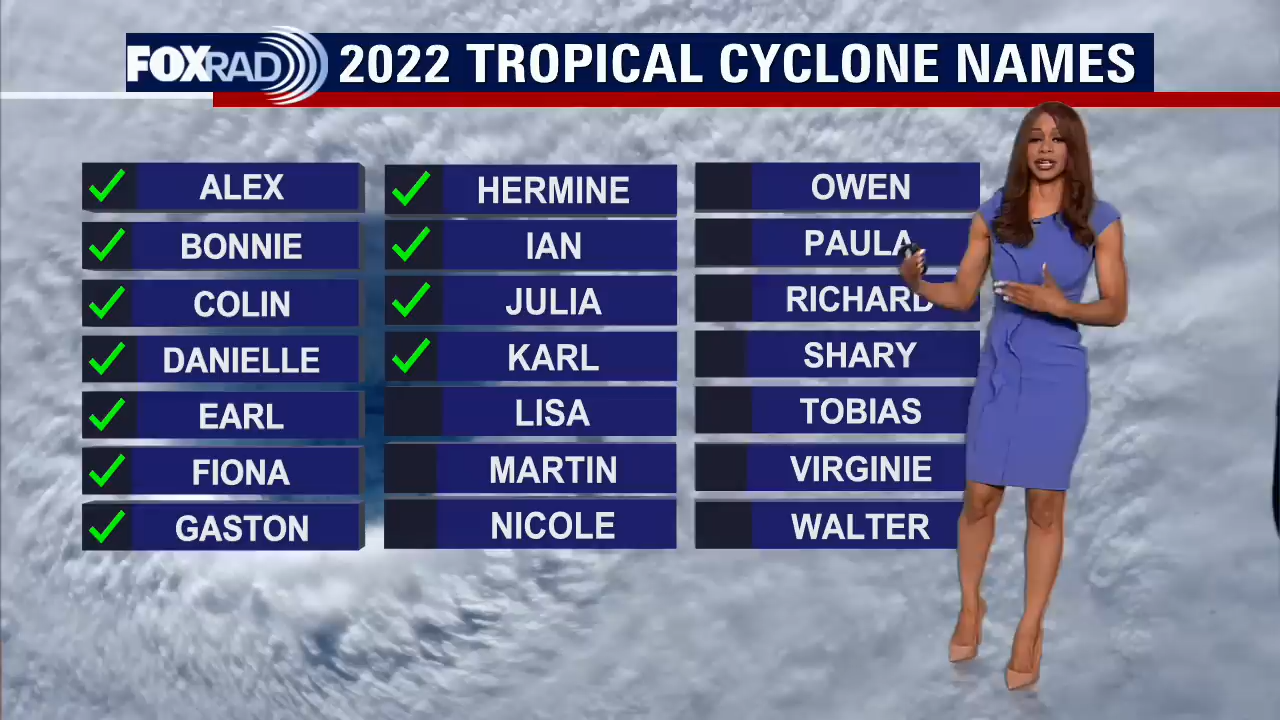 FOXRAD 2022 TROPICAL CYCLONE NAMES
ALEX
BONNIE
COLIN
DANIELLE
EARL
FIONA
GASTON
HERMINE
IAN
JULIA
KARL
LISA
MARTIN
NICOLE
OWEN
PAULA
RICHARD
SHARY
TOBIAS
VIRGINIE
WALTER